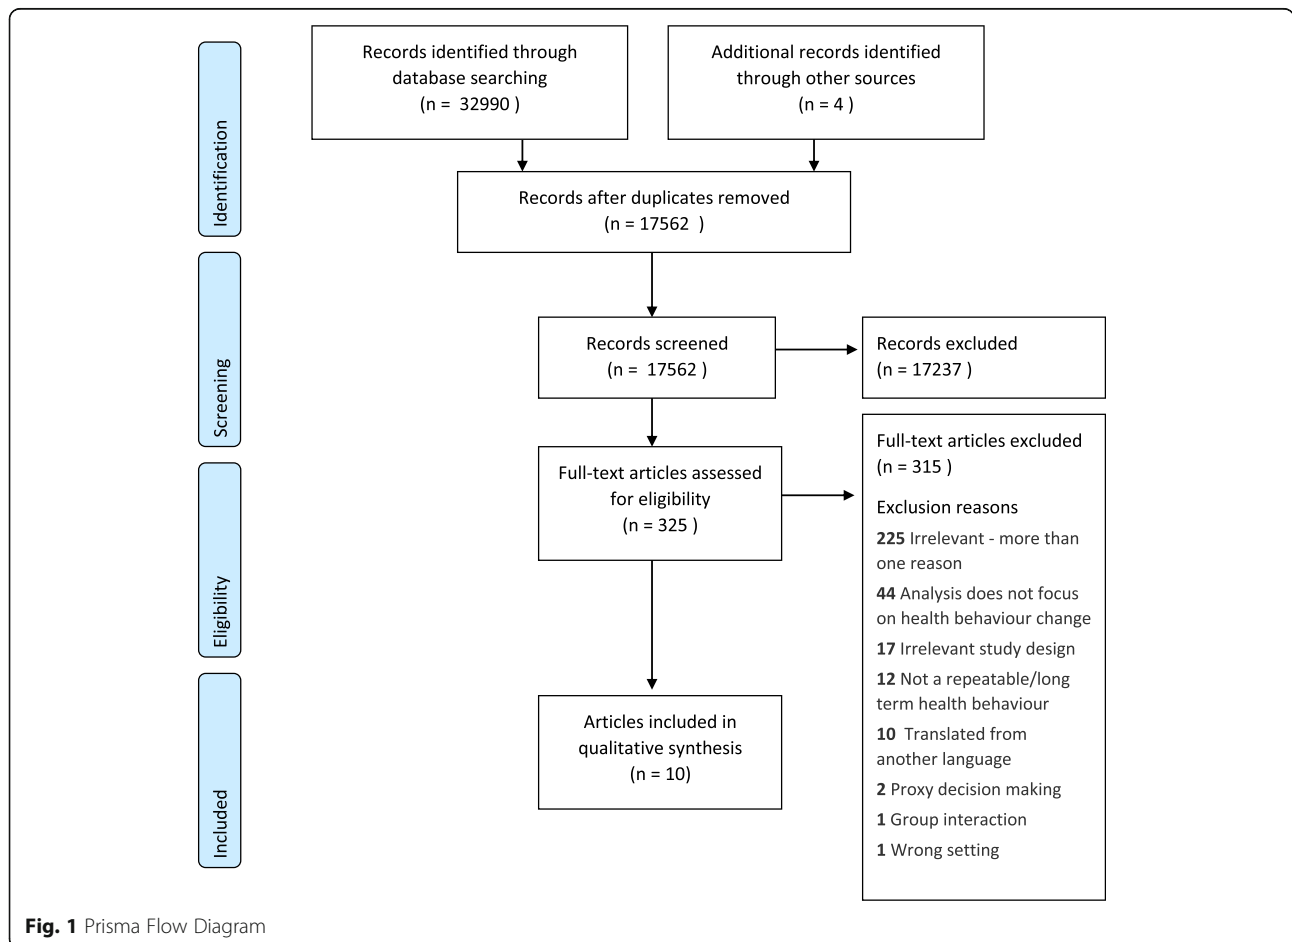 Identification
Records identified through
database searching
(n =  32990 )
Additional records identified
through other sources
(n = 4 )
Records after duplicates removed
(n = 17562  )
Screening
Records screened
(n =  17562 )
Records excluded
(n = 17237 )
Eligibility
Full-text articles assessed
for eligibility
(n = 325 )
Full-text articles excluded
(n = 315 )
Exclusion reasons
225 Irrelevant - more than
one reason
44 Analysis does not focus
on health behaviour change
17 Irrelevant study design
12 Not a repeatable/long
term health behaviour
10  Translated from
another language
2 Proxy decision making
1 Group interaction
1 Wrong setting
Included
Articles included in
qualitative synthesis
(n = 10)
Fig. 1 Prisma Flow Diagram